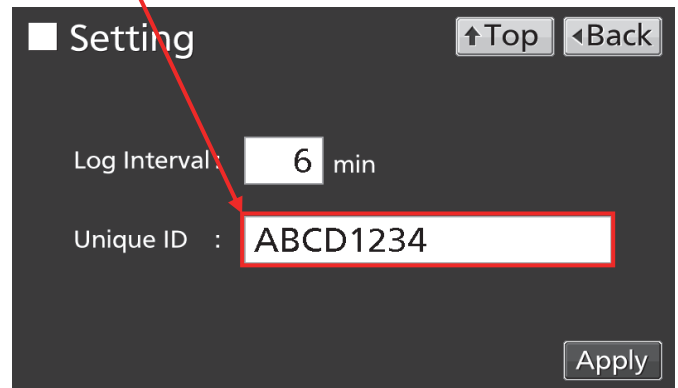 Setting
Top
Back
Log Interval : 6 min
Unique ID : ABCD1234
Apply